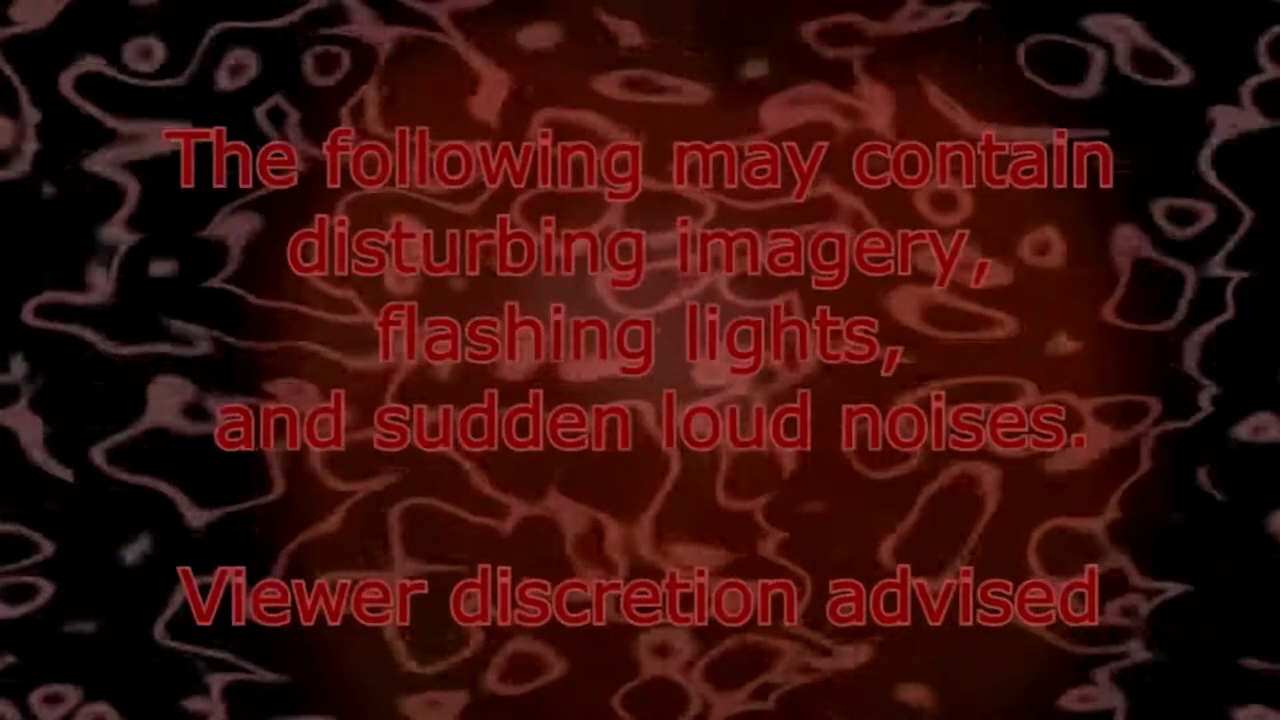 The following may contain
disturbing imagery,
flashing lights,
and sudden loud noises.
Viewer discretion advised